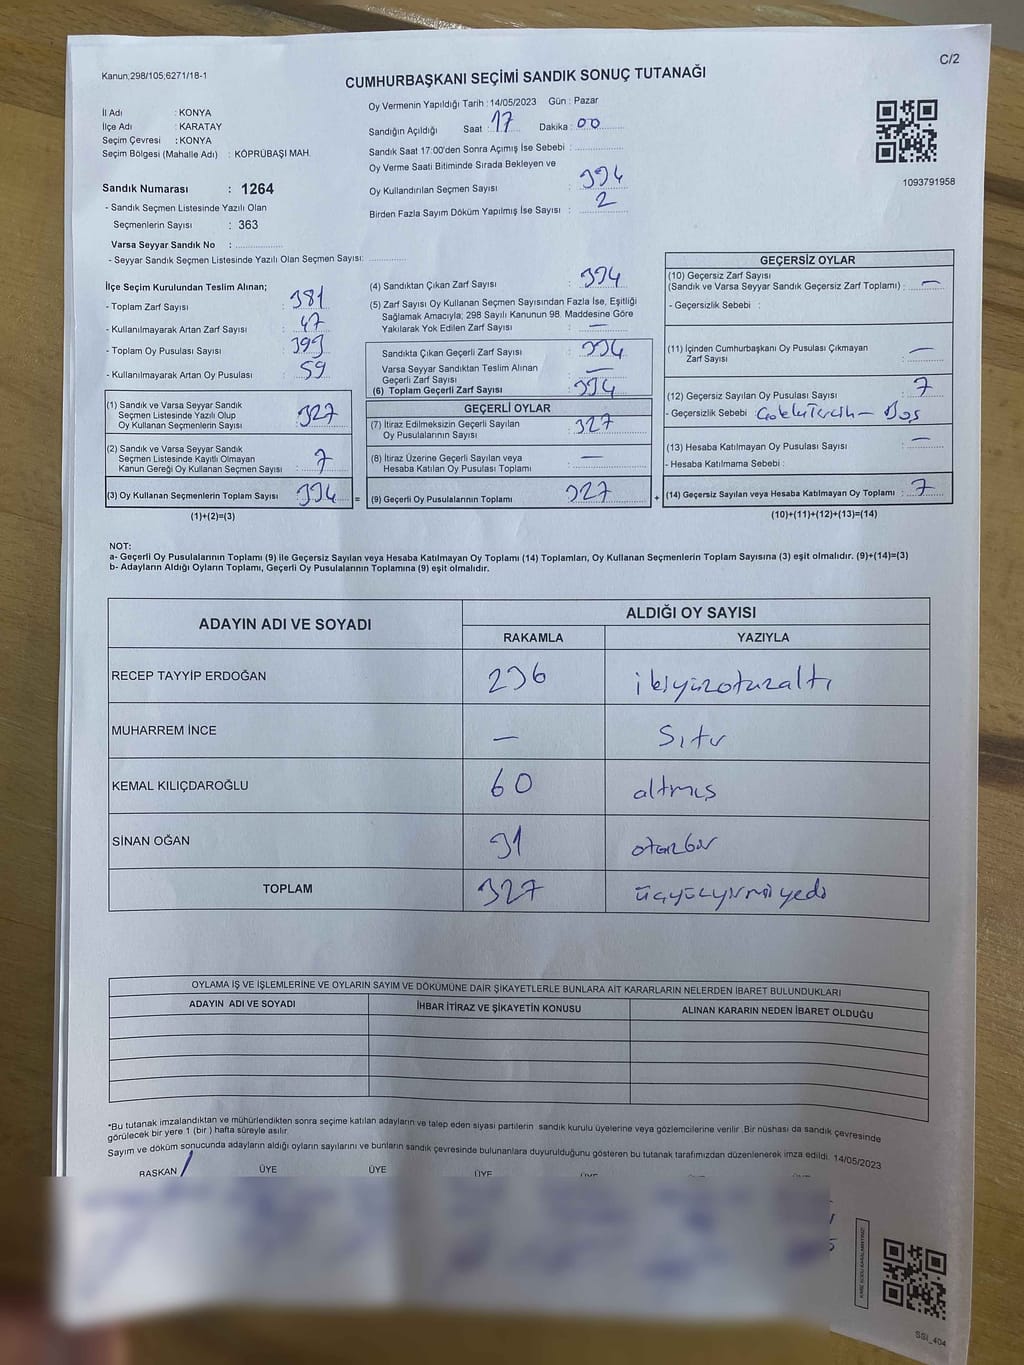 C/2
Kanun;298/105;6271/18-1
CUMHURBAŞKANI SEÇİMİ SANDIK SONUÇ TUTANAĞI
İl Adı : KONYA
İlçe Adı : KARATAY
Seçim Çevresi : KONYA
Seçim Bölgesi (Mahalle Adı) : KÖPRÜBAŞI MAH.
Sandık Numarası : 1264
- Sandık Seçmen Listesinde Yazılı Olan
Seçmenlerin Sayısı : 363
Varsa Seyyar Sandık No :
- Seyyar Sandık Seçmen Listesinde Yazılı Olan Seçmen Sayısı:
Oy Vermenin Yapıldığı Tarih : 14/05/2023 Gün : Pazar
Sandığın Açıldığı Saat : 17 Dakika : 00
Sandık Saat 17:00'den Sonra Açımış İse Sebebi :
Oy Verme Saati Bitiminde Sırada Bekleyen ve
Oy Kullandırılan Seçmen Sayısı : 334
Birden Fazla Sayım Döküm Yapılmış İse Sayısı : 2
1093791958
İlçe Seçim Kurulundan Teslim Alınan;
- Toplam Zarf Sayısı : 381
- Kullanılmayarak Artan Zarf Sayısı : 47
- Toplam Oy Pusulası Sayısı : 393
- Kullanılmayarak Artan Oy Pusulası : 59
(1) Sandık ve Varsa Seyyar Sandık
Seçmen Listesinde Yazılı Olup
Oy Kullanan Seçmenlerin Sayısı : 327
(2) Sandık ve Varsa Seyyar Sandık
Seçmen Listesinde Kayıtlı Olmayan
Kanun Gereği Oy Kullanan Seçmen Sayısı : 7
(3) Oy Kullanan Seçmenlerin Toplam Sayısı : 334 =
(1)+(2)=(3)
(4) Sandıktan Çıkan Zarf Sayısı : 334
(5) Zarf Sayısı Oy Kullanan Seçmen Sayısından Fazla İse, Eşitliği
Sağlamak Amacıyla; 298 Sayılı Kanunun 98. Maddesine Göre
Yakılarak Yok Edilen Zarf Sayısı : —
Sandıkta Çıkan Geçerli Zarf Sayısı : 334
Varsa Seyyar Sandıktan Teslim Alınan
Geçerli Zarf Sayısı : —
(6) Toplam Geçerli Zarf Sayısı : 334
GEÇERLİ OYLAR
(7) İtiraz Edilmeksizin Geçerli Sayılan
Oy Pusulalarının Sayısı : 327
(8) İtiraz Üzerine Geçerli Sayılan veya
Hesaba Katılan Oy Pusulası Toplamı : —
(9) Geçerli Oy Pusulalarının Toplamı : 327 +
GEÇERSİZ OYLAR
(10) Geçersiz Zarf Sayısı
(Sandık ve Varsa Seyyar Sandık Geçersiz Zarf Toplamı) : —
- Geçersizlik Sebebi :
(11) İçinden Cumhurbaşkanı Oy Pusulası Çıkmayan
Zarf Sayısı : —
(12) Geçersiz Sayılan Oy Pusulası Sayısı : 7
- Geçersizlik Sebebi : – Boş
(13) Hesaba Katılmayan Oy Pusulası Sayısı : —
- Hesaba Katılmama Sebebi :
(14) Geçersiz Sayılan veya Hesaba Katılmayan Oy Toplamı : 7
(10)+(11)+(12)+(13)=(14)
NOT:
a- Geçerli Oy Pusulalarının Toplamı (9) ile Geçersiz Sayılan veya Hesaba Katılmayan Oy Toplamı (14) Toplamları, Oy Kullanan Seçmenlerin Toplam Sayısına (3) eşit olmalıdır. (9)+(14)=(3)
b- Adayların Aldığı Oyların Toplamı, Geçerli Oy Pusulalarının Toplamına (9) eşit olmalıdır.
ADAYIN ADI VE SOYADI ALDIĞI OY SAYISI
RAKAMLA YAZIYLA
RECEP TAYYİP ERDOĞAN 236 ikiyüzotuzaltı
MUHARREM İNCE — Sıfır
KEMAL KILIÇDAROĞLU 60 altmış
SİNAN OĞAN 31 otuzbir
TOPLAM 327 üçyüzyirmiyedi
OYLAMA İŞ VE İŞLEMLERİNE VE OYLARIN SAYIM VE DÖKÜMÜNE DAİR ŞİKAYETLERLE BUNLARA AİT KARARLARIN NELERDEN İBARET BULUNDUKLARI
ADAYIN ADI VE SOYADI İHBAR İTİRAZ VE ŞİKAYETİN KONUSU ALINAN KARARIN NEDEN İBARET OLDUĞU
*Bu tutanak imzalandıktan ve mühürlendikten sonra seçime katılan adayların ve talep eden siyasi partilerin sandık kurulu üyelerine veya gözlemcilerine verilir .Bir nüshası da sandık çevresinde
görülecek bir yere 1 (bir ) hafta süreyle asılır.
Sayım ve döküm sonucunda adayların aldığı oyların sayılarını ve bunların sandık çevresinde bulunanlara duyurulduğunu gösteren bu tutanak tarafımızdan düzenlenerek imza edildi. 14/05/2023
BAŞKAN ÜYE ÜYE ÜYE ÜYE ÜYE ÜYE
SSİ_404